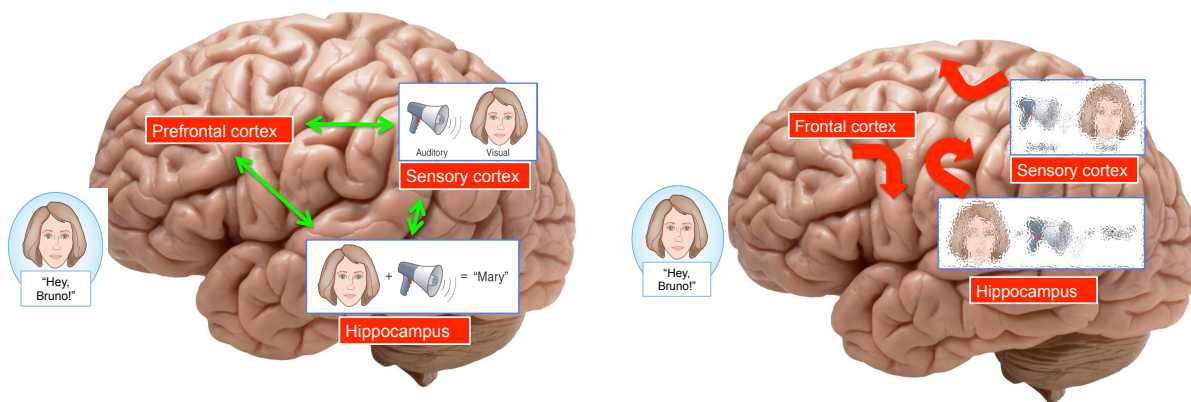 Prefrontal cortex
Auditory Visual
Sensory cortex
"Hey,
Bruno!"
+ = "Mary"
Hippocampus
Frontal cortex
Sensory cortex
"Hey,
Bruno!"
Hippocampus